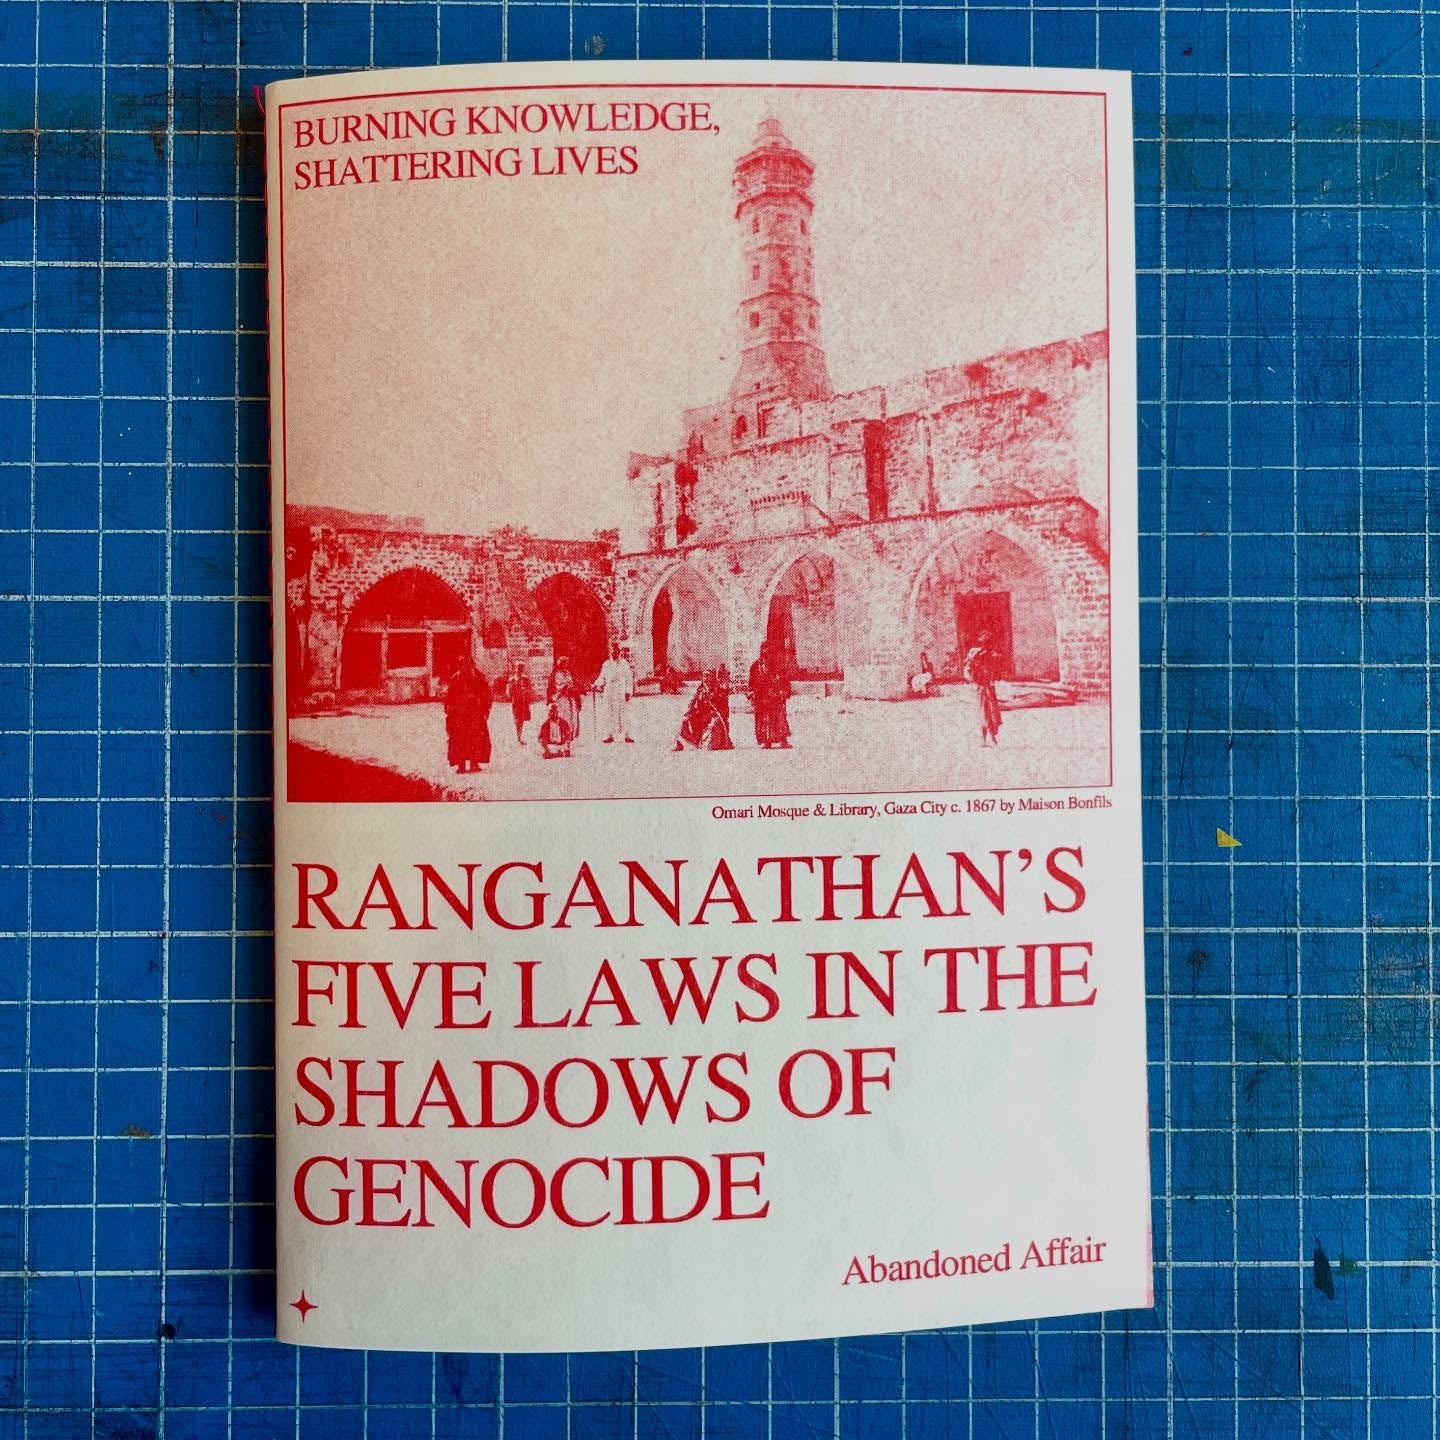 BURNING KNOWLEDGE,
SHATTERING LIVES
Omari Mosque & Library, Gaza City c. 1867 by Maison Bonfils
RANGANATHAN’S
FIVE LAWS IN THE
SHADOWS OF
GENOCIDE
Abandoned Affair